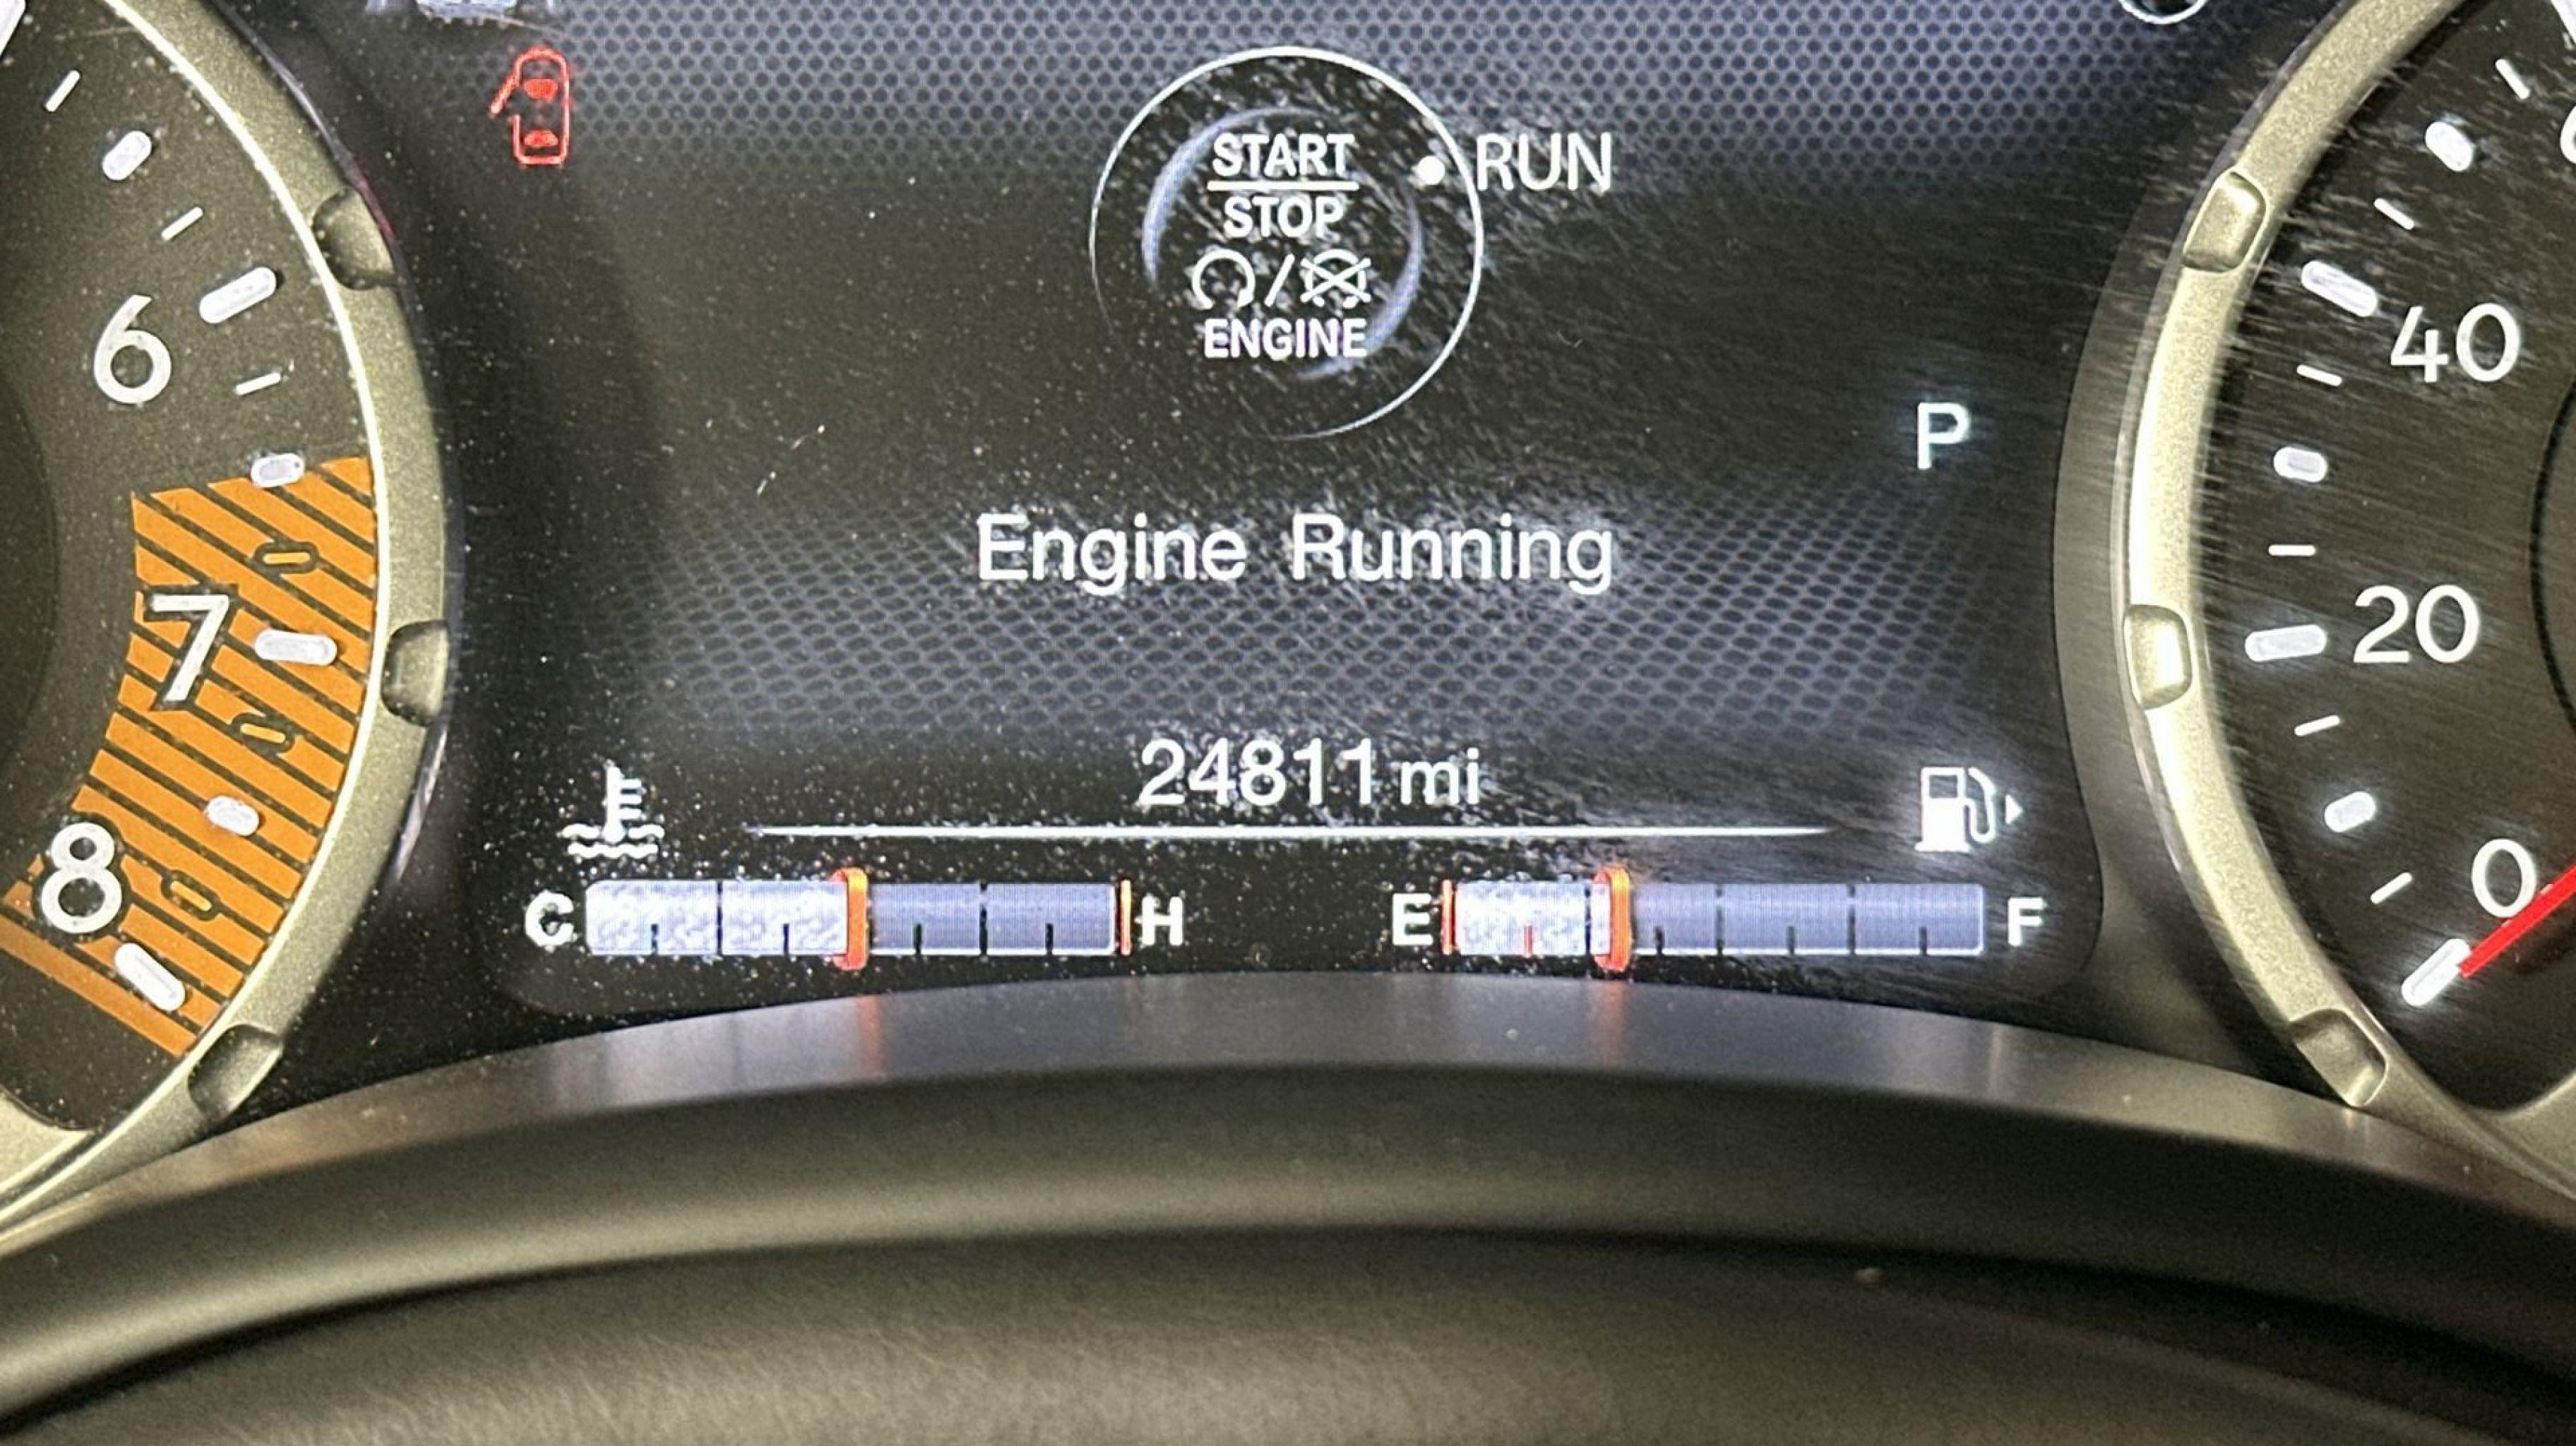 START
STOP
ENGINE
RUN
6
7
8
P
40
20
0
Engine Running
24811 mi
C H E F